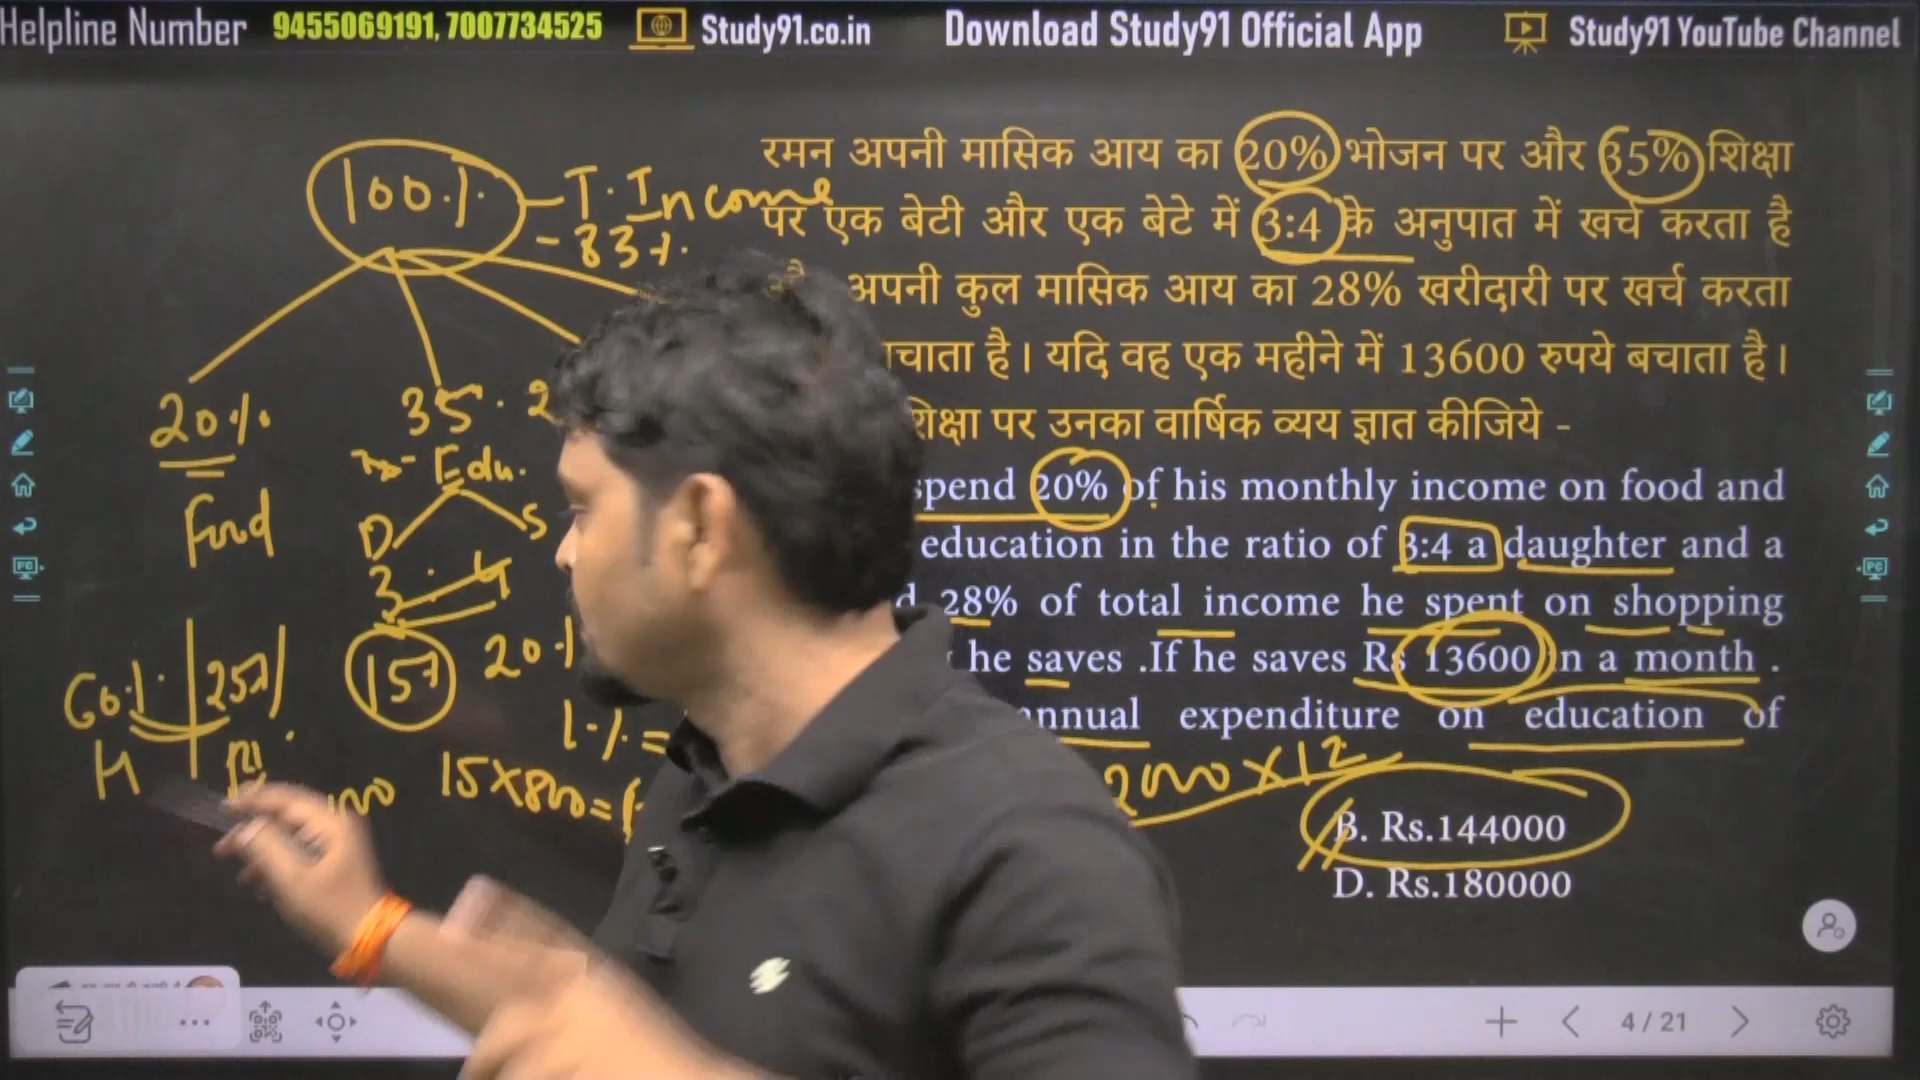 Helpline Number 9455069191, 7007734525 Study91.co.in Download Study91 Official App Study91 YouTube Channel
रमन अपनी मासिक आय का 20% भोजन पर और 35% शिक्षा
पर एक बेटी और एक बेटे में 3:4 के अनुपात में खर्च करता है
अपनी कुल मासिक आय का 28% खरीदारी पर खर्च करता
है। यदि वह एक महीने में 13600 रुपये बचाता है।
शिक्षा पर उनका वार्षिक व्यय ज्ञात कीजिये -
spend 20% of his monthly income on food and
education in the ratio of 3:4 a daughter and a
28% of total income he spent on shopping
he saves .If he saves Rs 13600 in a month .
annual expenditure on education of
B. Rs.144000
D. Rs.180000
100% - T. Income
- 83%
20%
Food
35
Edu.
D S
3 : 4
15%
20%
1% =
60% 25%
M
15×800=
×12
4 / 21